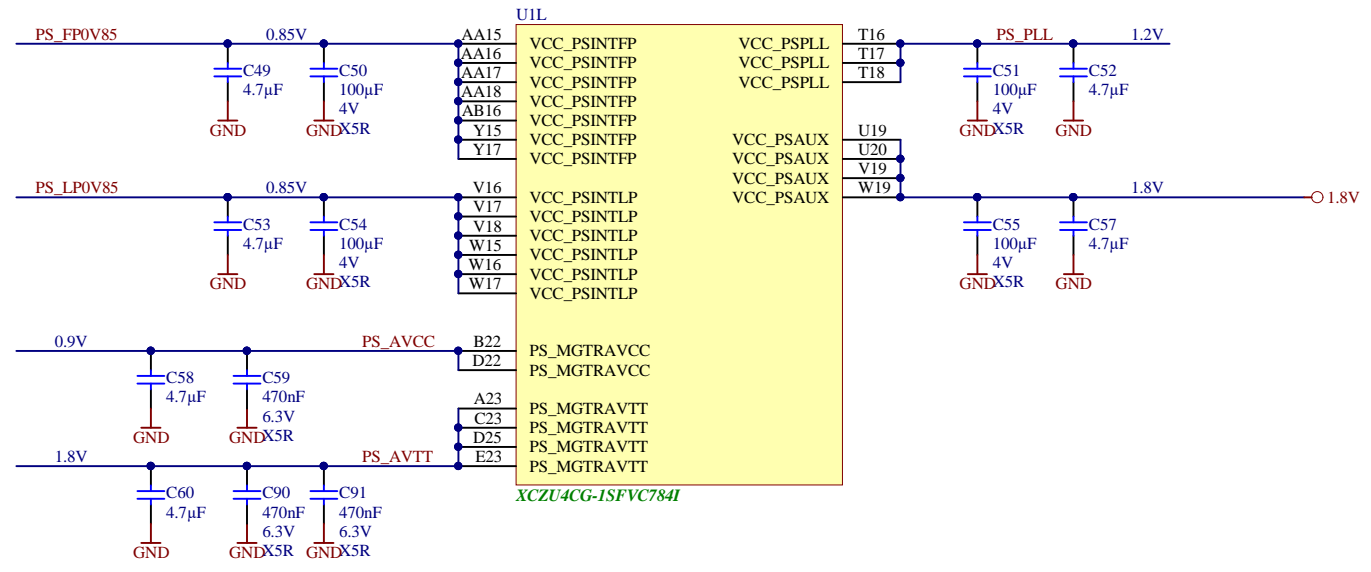 U1L
PS_FP0V85 0.85V
C49 4.7µF GND
C50 100µF 4V X5R GND
AA15 VCC_PSINTFP
AA16 VCC_PSINTFP
AA17 VCC_PSINTFP
AA18 VCC_PSINTFP
AB16 VCC_PSINTFP
Y15 VCC_PSINTFP
Y17 VCC_PSINTFP
PS_LP0V85 0.85V
C53 4.7µF GND
C54 100µF 4V X5R GND
V16 VCC_PSINTLP
V17 VCC_PSINTLP
V18 VCC_PSINTLP
W15 VCC_PSINTLP
W16 VCC_PSINTLP
W17 VCC_PSINTLP
0.9V PS_AVCC
C58 4.7µF GND
C59 470nF 6.3V X5R GND
B22 PS_MGTRAVCC
D22 PS_MGTRAVCC
A23 PS_MGTRAVTT
C23 PS_MGTRAVTT
D25 PS_MGTRAVTT
E23 PS_MGTRAVTT
1.8V PS_AVTT
C60 4.7µF GND
C90 470nF 6.3V X5R GND
C91 470nF 6.3V X5R GND
VCC_PSPLL T16
VCC_PSPLL T17
VCC_PSPLL T18
PS_PLL 1.2V
C51 100µF 4V X5R GND
C52 4.7µF GND
VCC_PSAUX U19
VCC_PSAUX U20
VCC_PSAUX V19
VCC_PSAUX W19
1.8V 1.8V
C55 100µF 4V X5R GND
C57 4.7µF GND
XCZU4CG-1SFVC784I